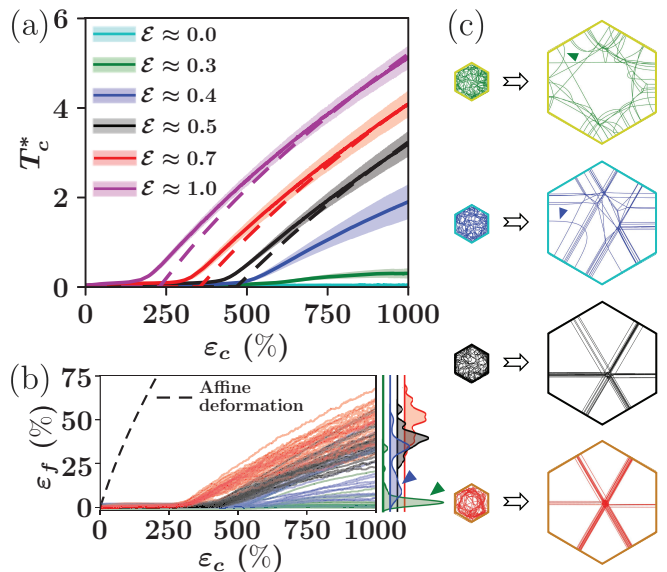 (a)
6
4
2
0
T*c
ℰ ≈ 0.0
ℰ ≈ 0.3
ℰ ≈ 0.4
ℰ ≈ 0.5
ℰ ≈ 0.7
ℰ ≈ 1.0
0 250 500 750 1000
εc (%)
(b)
75
50
25
0
εf (%)
Affine
deformation
0 250 500 750 1000
εc (%)
(c)